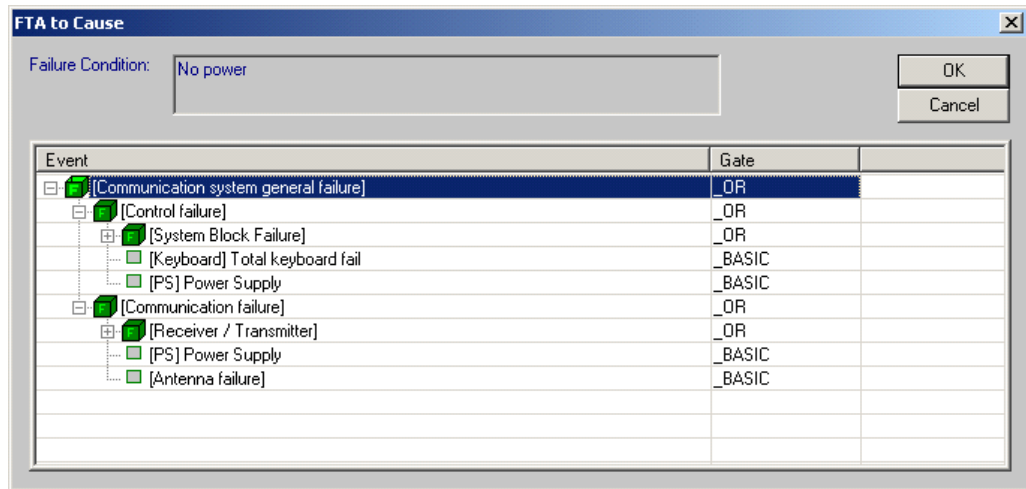 FTA to Cause
Failure Condition: No power OK
Cancel
Event Gate
[Communication system general failure] _OR
[Control failure] _OR
[System Block Failure] _OR
[Keyboard] Total keyboard fail _BASIC
[PS] Power Supply _BASIC
[Communication failure] _OR
[Receiver / Transmitter] _OR
[PS] Power Supply _BASIC
[Antenna failure] _BASIC